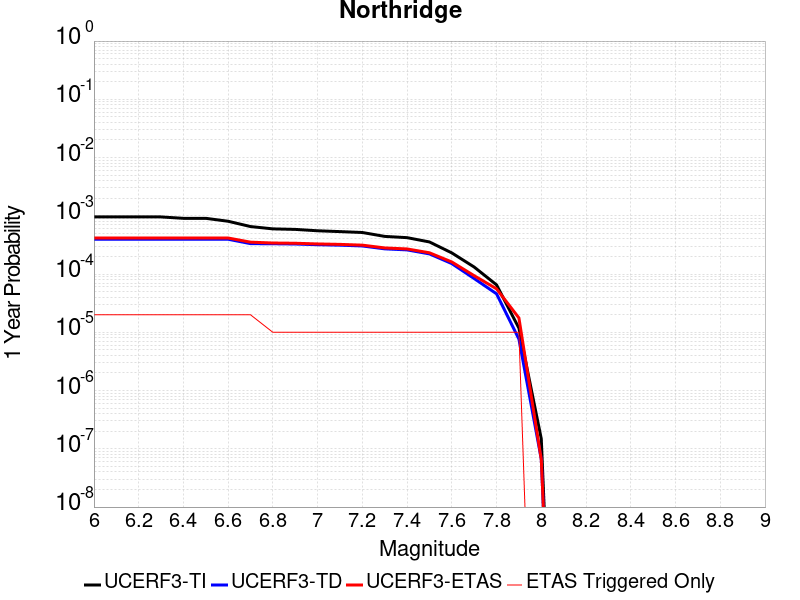 Northridge
10^0
10^-1
10^-2
10^-3
10^-4
10^-5
10^-6
10^-7
10^-8
1 Year Probability
6 6.2 6.4 6.6 6.8 7 7.2 7.4 7.6 7.8 8 8.2 8.4 8.6 8.8 9
Magnitude
UCERF3-TI UCERF3-TD UCERF3-ETAS ETAS Triggered Only